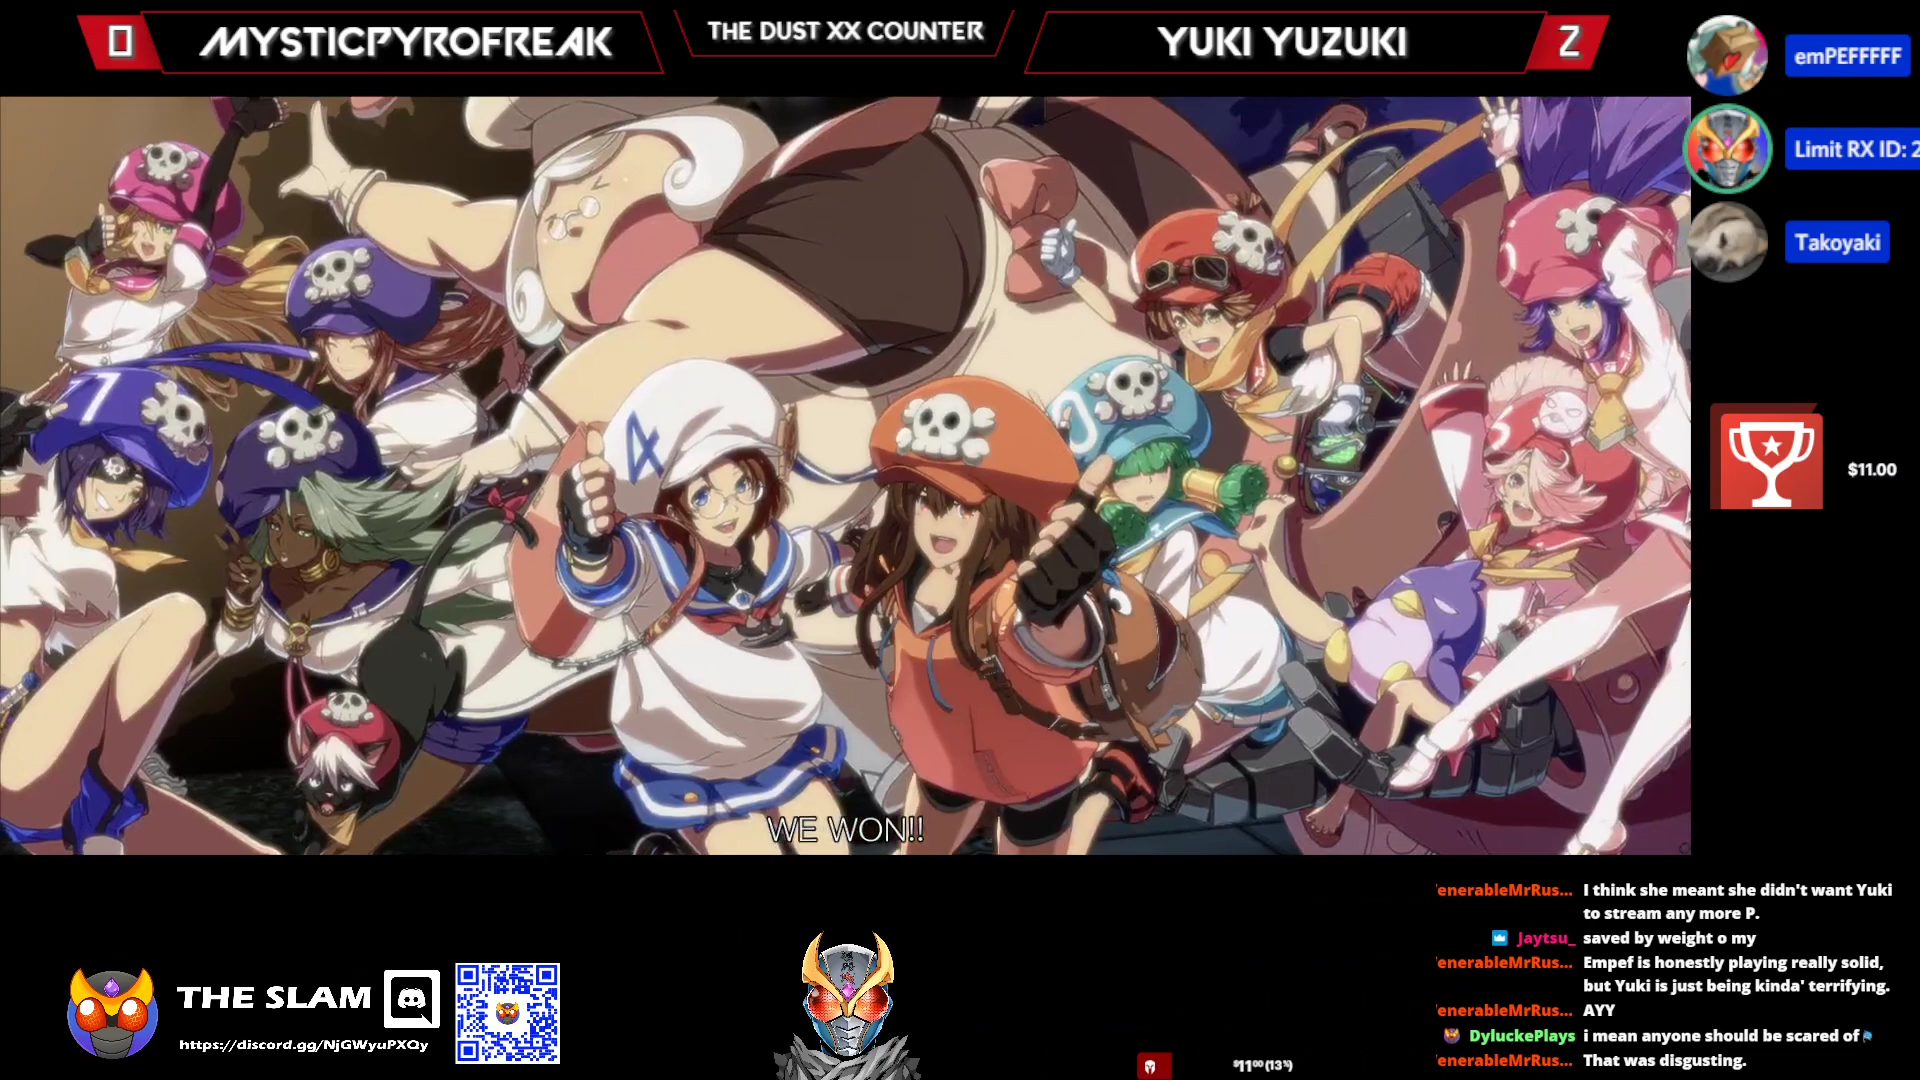 0
MYSTICPYROFREAK
THE DUST XX COUNTER
YUKI YUZUKI
2
emPEFFFFF
Limit RX ID: 2
Takoyaki
$11.00
WE WON!!
'enerableMrRus... I think she meant she didn't want Yuki
to stream any more P.
Jaytsu_ saved by weight o my
'enerableMrRus... Empef is honestly playing really solid,
but Yuki is just being kinda' terrifying.
'enerableMrRus... AYY
DyluckePlays i mean anyone should be scared of
'enerableMrRus... That was disgusting.
THE SLAM
https://discord.gg/NjGWyuPXQy
$1100 (13%)